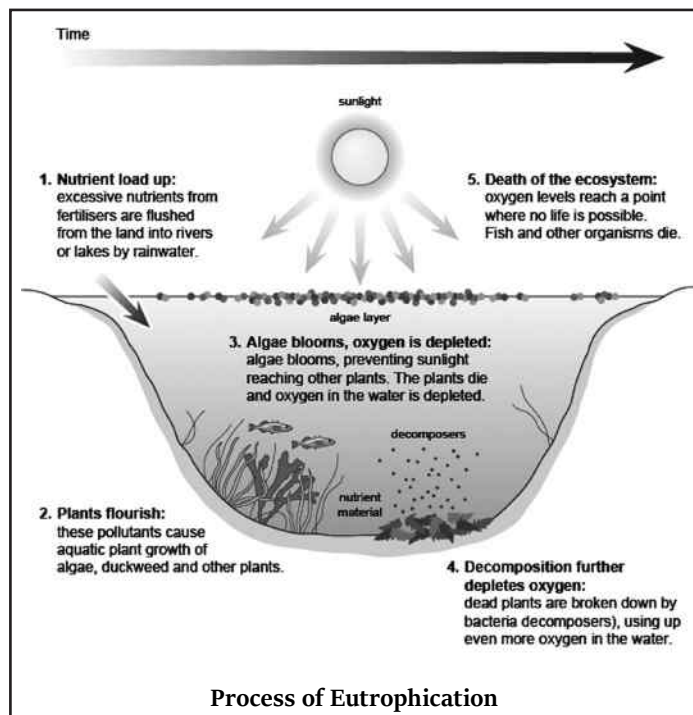 Time
sunlight
1. Nutrient load up:
excessive nutrients from
fertilisers are flushed
from the land into rivers
or lakes by rainwater.
5. Death of the ecosystem:
oxygen levels reach a point
where no life is possible.
Fish and other organisms die.
algae layer
3. Algae blooms, oxygen is depleted:
algae blooms, preventing sunlight
reaching other plants. The plants die
and oxygen in the water is depleted.
decomposers
nutrient
material
2. Plants flourish:
these pollutants cause
aquatic plant growth of
algae, duckweed and other plants.
4. Decomposition further
depletes oxygen:
dead plants are broken down by
bacteria decomposers), using up
even more oxygen in the water.
Process of Eutrophication